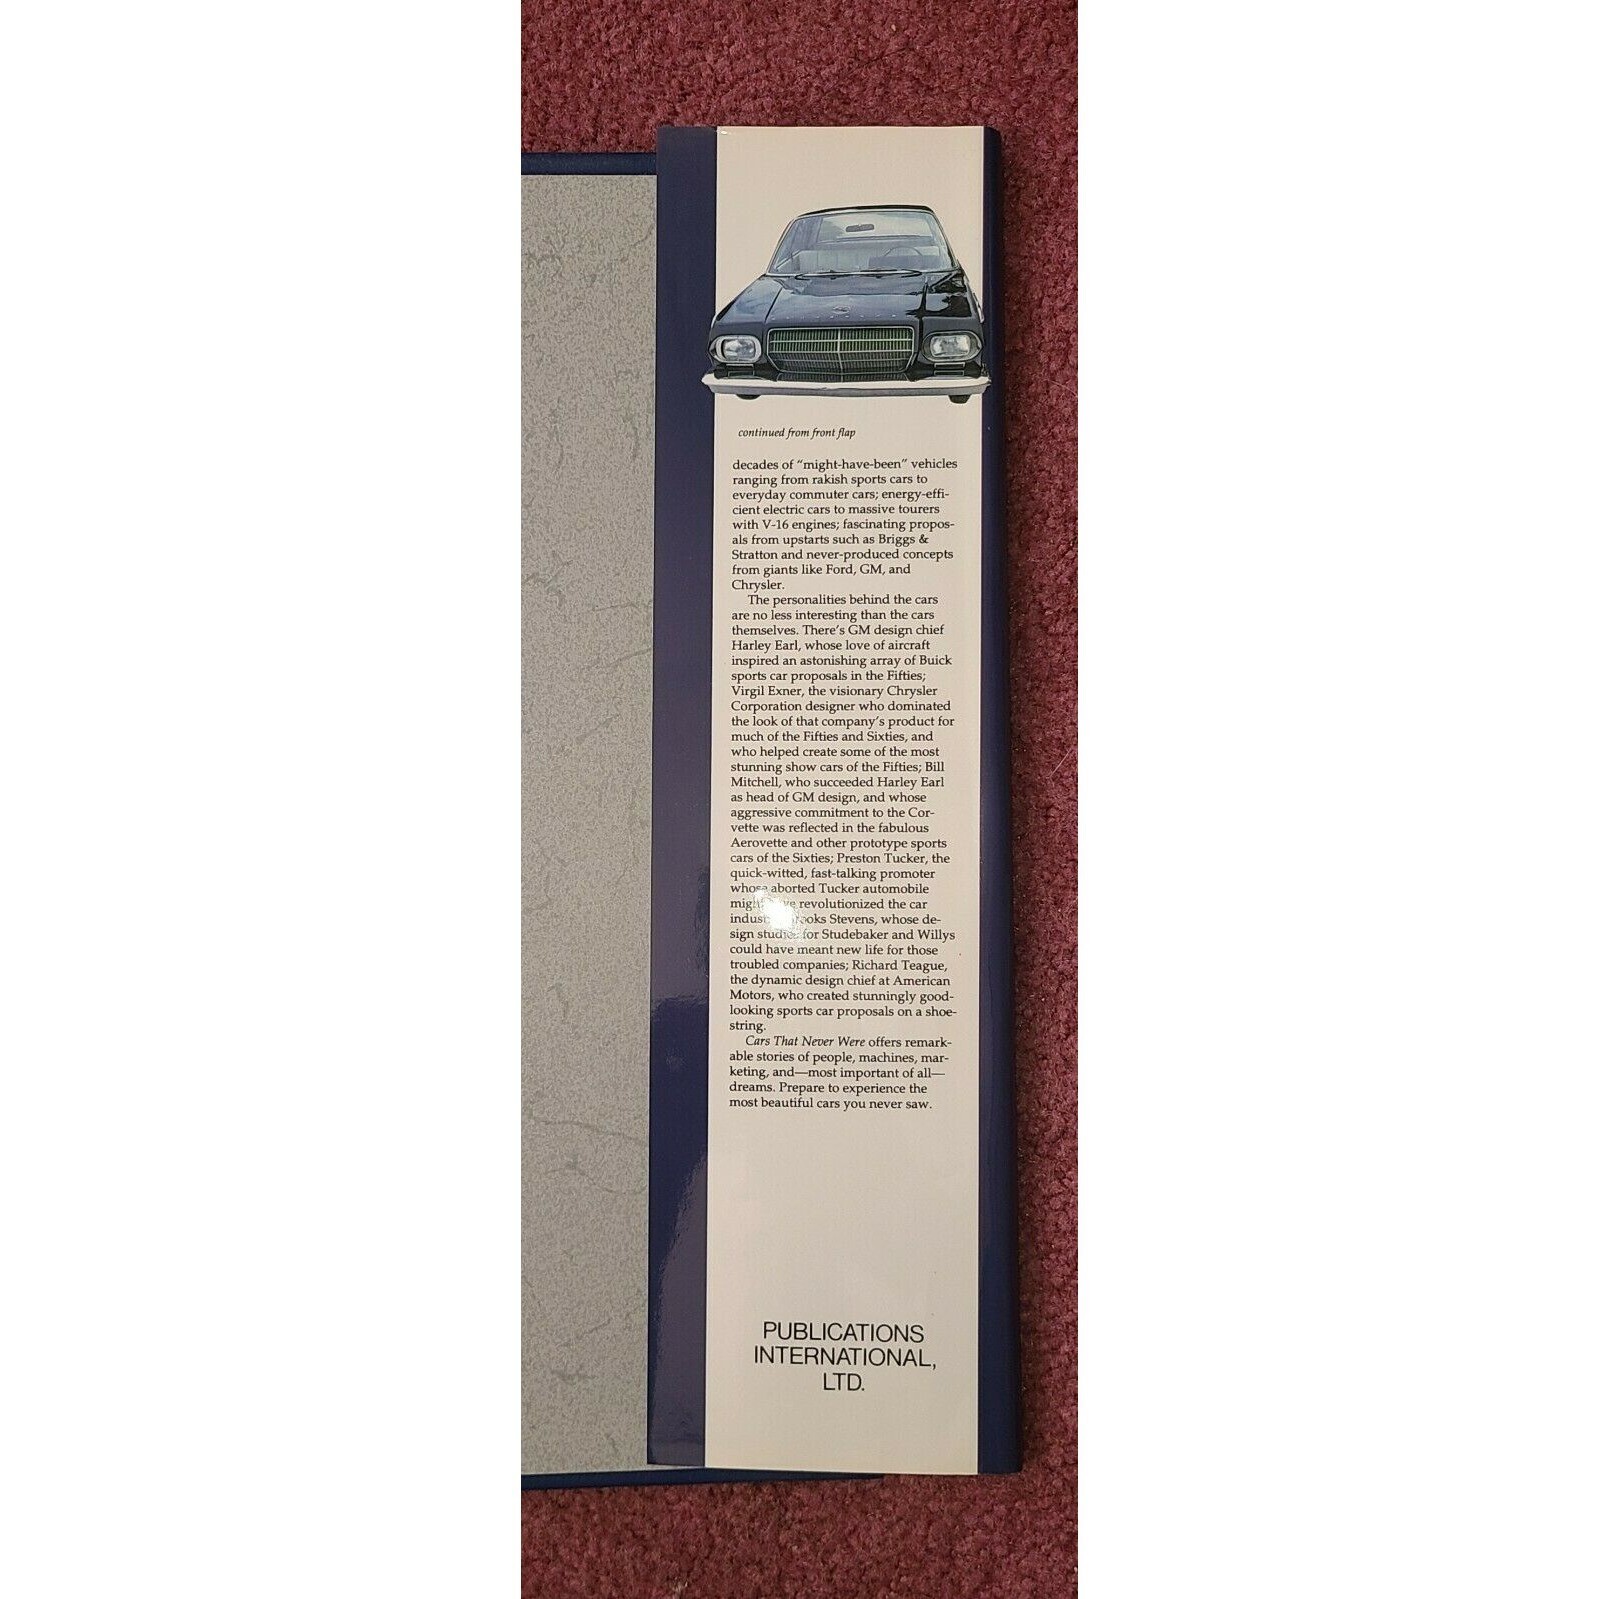 continued from front flap
decades of "might-have-been" vehicles
ranging from rakish sports cars to
everyday commuter cars; energy-effi-
cient electric cars to massive tourers
with V-16 engines; fascinating propos-
als from upstarts such as Briggs &
Stratton and never-produced concepts
from giants like Ford, GM, and
Chrysler.
The personalities behind the cars
are no less interesting than the cars
themselves. There's GM design chief
Harley Earl, whose love of aircraft
inspired an astonishing array of Buick
sports car proposals in the Fifties;
Virgil Exner, the visionary Chrysler
Corporation designer who dominated
the look of that company's product for
much of the Fifties and Sixties, and
who helped create some of the most
stunning show cars of the Fifties; Bill
Mitchell, who succeeded Harley Earl
as head of GM design, and whose
aggressive commitment to the Cor-
vette was reflected in the fabulous
Aerovette and other prototype sports
cars of the Sixties; Preston Tucker, the
quick-witted, fast-talking promoter
whose aborted Tucker automobile
revolutionized the car
Stevens, whose de-
sign studies for Studebaker and Willys
could have meant new life for those
troubled companies; Richard Teague,
the dynamic design chief at American
Motors, who created stunningly good-
looking sports car proposals on a shoe-
string.
Cars That Never Were offers remark-
able stories of people, machines, mar-
keting, and—most important of all—
dreams. Prepare to experience the
most beautiful cars you never saw.
PUBLICATIONS
INTERNATIONAL,
LTD.